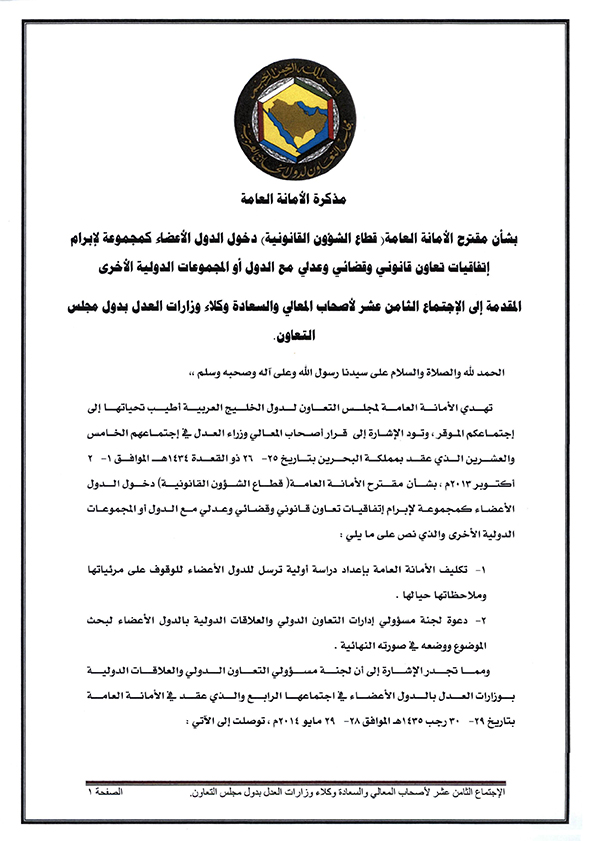 بسم الله الرحمن الرحيم
مجلس التعاون لدول الخليج العربية
مذكرة الأمانة العامة
بشأن مقترح الأمانة العامة( قطاع الشؤون القانونية) دخول الدول الأعضاء كمجموعة لإبرام
إتفاقيات تعاون قانوني وقضائي وعدلي مع الدول أو المجموعات الدولية الأخرى
المقدمة إلى الإجتماع الثامن عشر لأصحاب المعالي والسعادة وكلاء وزارات العدل بدول مجلس
التعاون.
الحمد لله والصلاة والسلام على سيدنا رسول الله وعلى آله وصحبه وسلم ،،
تهدي الأمانة العامة لمجلس التعاون لدول الخليج العربية أطيب تحياتها إلى
إجتماعكم الموقر ، وتود الإشارة إلى قرار أصحاب المعالي وزراء العدل في إجتماعهم الخامس
والعشرين الذي عقد بمملكة البحرين بتاريخ ٢٥- ٢٦ ذو القعدة ١٤٣٤هـ الموافق ١- ٢
أكتوبر ٢٠١٣م ، بشأن مقترح الأمانة العامة( قطاع الشؤون القانونية) دخول الدول
الأعضاء كمجموعة لإبرام إتفاقيات تعاون قانوني وقضائي وعدلي مع الدول أو المجموعات
الدولية الأخرى والذي نص على ما يلي :
١- تكليف الأمانة العامة بإعداد دراسة أولية ترسل للدول الأعضاء للوقوف على مرئياتها
وملاحظاتها حيالها .
٢- دعوة لجنة مسؤولي إدارات التعاون الدولي والعلاقات الدولية بالدول الأعضاء لبحث
الموضوع ووضعه في صورته النهائية .
ومما تجدر الإشارة إلى أن لجنة مسؤولي التعاون الدولي والعلاقات الدولية
بوزارات العدل بالدول الأعضاء في اجتماعها الرابع والذي عقد في الأمانة العامة
بتاريخ ٢٩- ٣٠ رجب ١٤٣٥هـ الموافق ٢٨- ٢٩ مايو ٢٠١٤م ، توصلت إلى الآتي :
الإجتماع الثامن عشر لأصحاب المعالي والسعادة وكلاء وزارات العدل بدول مجلس التعاون. الصفحة ١